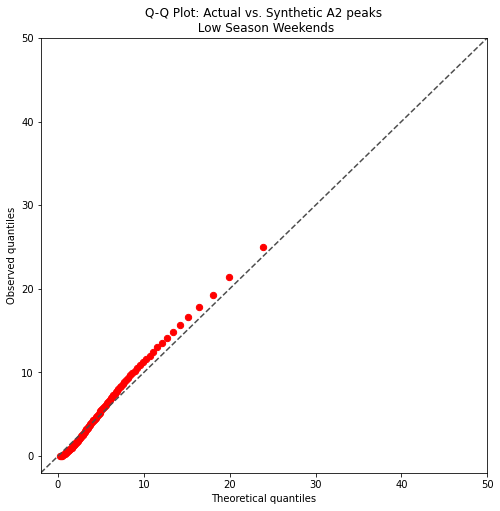 Q-Q Plot: Actual vs. Synthetic A2 peaks
Low Season Weekends
50
40
30
20
10
0
Observed quantiles
0 10 20 30 40 50
Theoretical quantiles